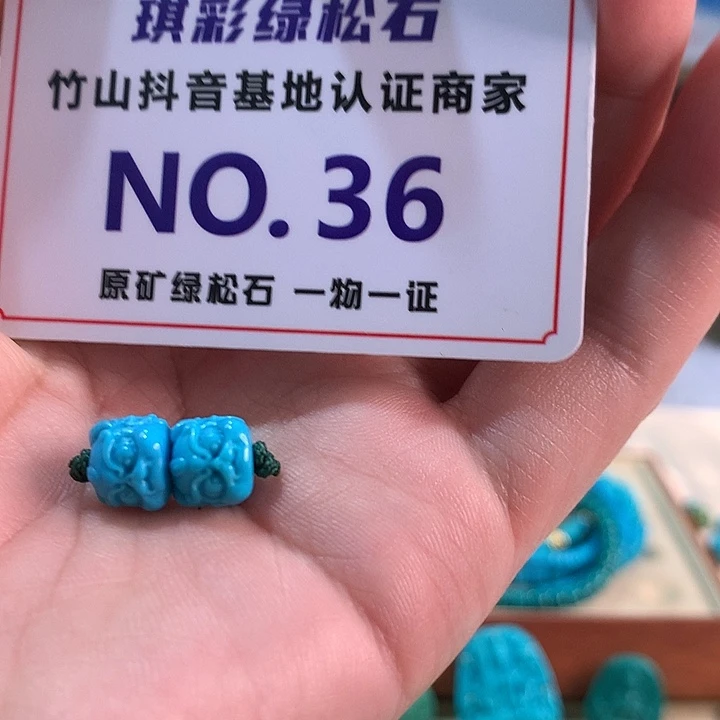 琪彩绿松石
竹山抖音基地认证商家
NO. 36
原矿绿松石 一物一证